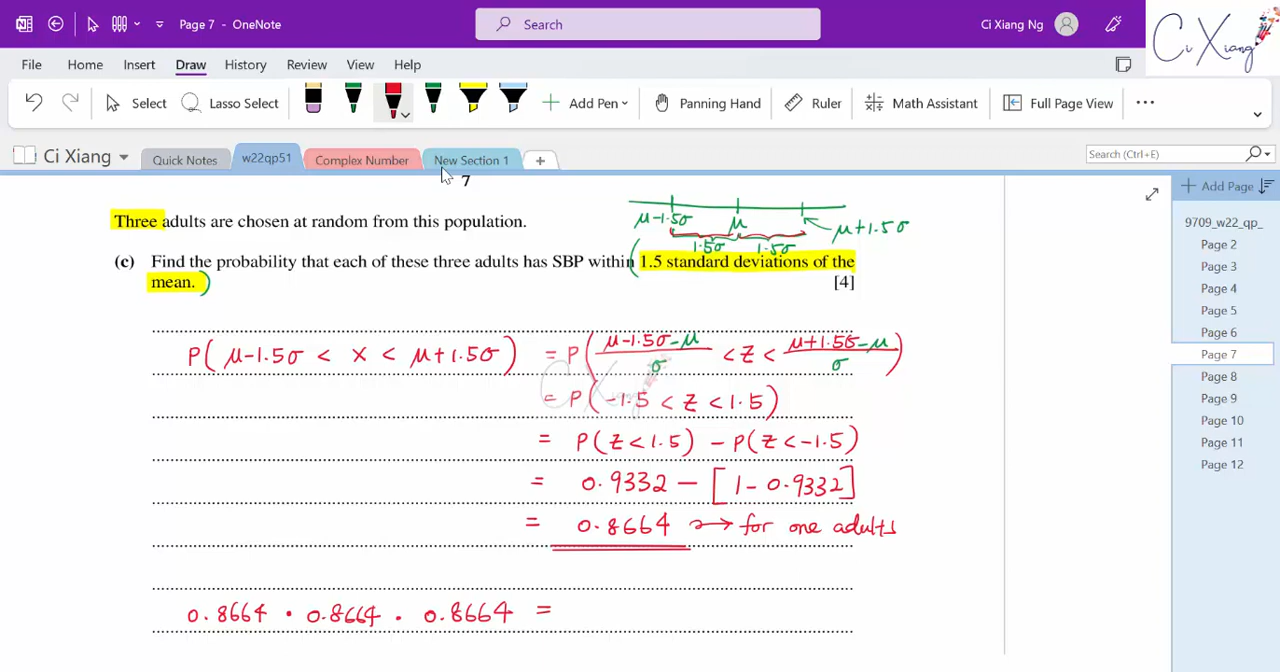 Page 7 - OneNote
Search
Ci Xiang Ng
Ci Xiang
File Home Insert Draw History Review View Help
Select Lasso Select Add Pen Panning Hand Ruler Math Assistant Full Page View
Ci Xiang Quick Notes w22qp51 Complex Number New Section 1 + Search (Ctrl+E)
7
Add Page
Three adults are chosen at random from this population.
μ-1.5σ μ μ+1.5σ
1.5σ 1.5σ
(c) Find the probability that each of these three adults has SBP within (1.5 standard deviations of the
mean.) [4]
P(μ-1.5σ < X < μ+1.5σ) = P((μ-1.5σ-μ)/σ < Z < (μ+1.5σ-μ)/σ)
= P(-1.5 < Z < 1.5)
= P(Z < 1.5) - P(Z < -1.5)
= 0.9332 - [1 - 0.9332]
= 0.8664 → for one adults
0.8664 · 0.8664 · 0.8664 =
9709_w22_qp_
Page 2
Page 3
Page 4
Page 5
Page 6
Page 7
Page 8
Page 9
Page 10
Page 11
Page 12